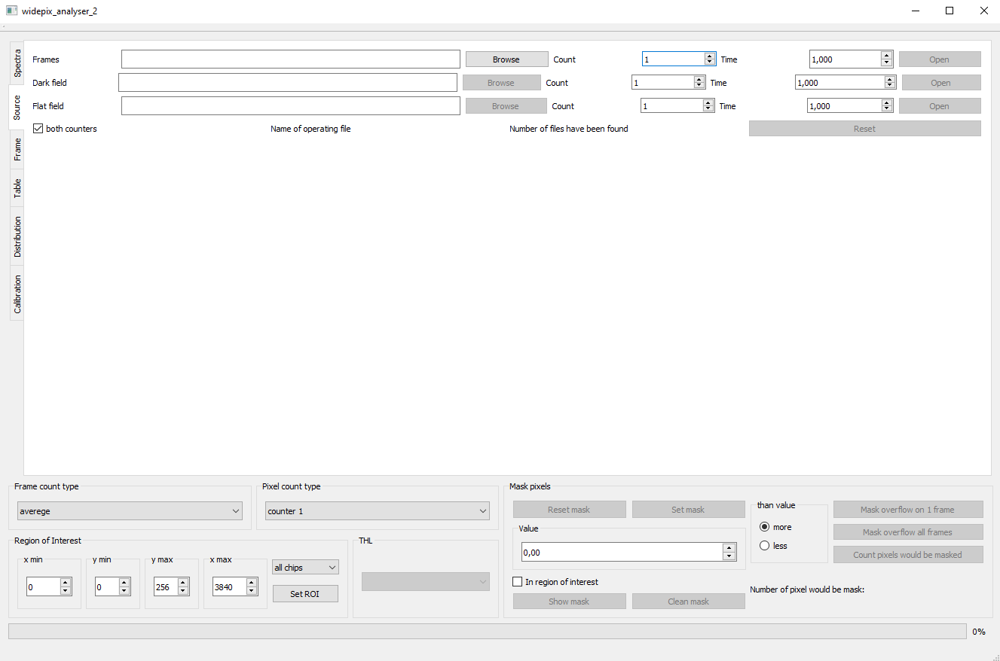 widepix_analyser_2
Spectra
Source
Frame
Table
Distribution
Calibration
Frames Browse Count 1 Time 1,000 Open
Dark field Browse Count 1 Time 1,000 Open
Flat field Browse Count 1 Time 1,000 Open
both counters Name of operating file Number of files have been found Reset
Frame count type
averege
Pixel count type
counter 1
Region of Interest
x min y min y max x max
0 0 256 3840
all chips
Set ROI
THL
Mask pixels
Reset mask Set mask
Value
0,00
In region of interest
Show mask Clean mask
than value
more
less
Mask overflow on 1 frame
Mask overflow all frames
Count pixels would be masked
Number of pixel would be mask:
0%